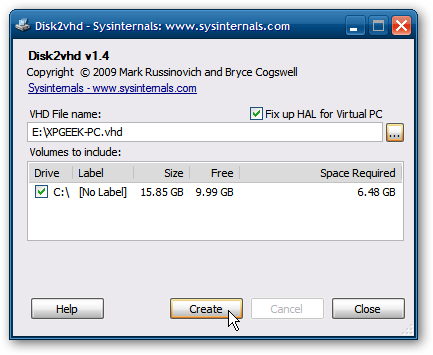 Disk2vhd - Sysinternals: www.sysinternals.com
Disk2vhd v1.4
Copyright © 2009 Mark Russinovich and Bryce Cogswell
Sysinternals - www.sysinternals.com
VHD File name: Fix up HAL for Virtual PC
E:\XPGEEK-PC.vhd ...
Volumes to include:
Drive Label Size Free Space Required
C:\ [No Label] 15.85 GB 9.99 GB 6.48 GB
Help Create Cancel Close